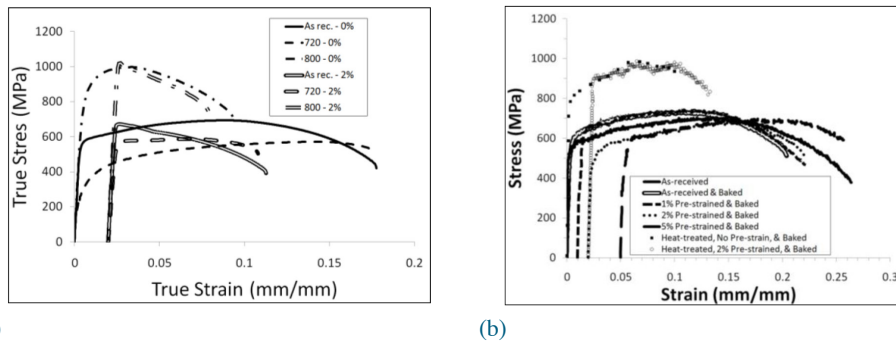 1200
1000
800
600
400
200
0
True Stres (MPa)
0
0.05
0.1
0.15
0.2
True Strain (mm/mm)
As rec. - 0%
720 - 0%
800 - 0%
As rec. - 2%
720 - 2%
800 - 2%
)
1200
1000
800
600
400
200
0
Stress (MPa)
0
0.05
0.1
0.15
0.20
0.25
0.3
Strain (mm/mm)
As-received
As-received & Baked
1% Pre-strained & Baked
2% Pre-strained & Baked
5% Pre-strained & Baked
Heat-treated, No Pre-strain, & Baked
Heat-treated, 2% Pre-strained, & Baked
(b)